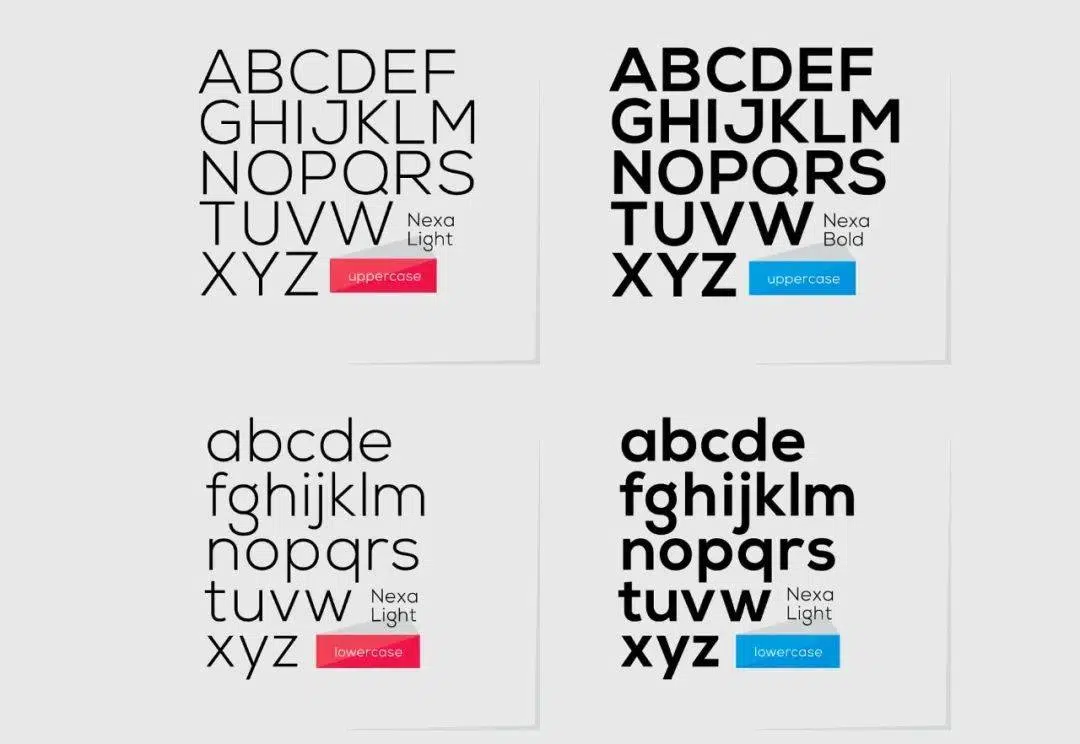 ABCDEF
GHIJKLM
NOPQRS
TUVW
Nexa
Light
XYZ
uppercase
ABCDEF
GHIJKLM
NOPQRS
TUVW
Nexa
Bold
XYZ
uppercase
abcde
fghijklm
nopqrs
tuvw
Nexa
Light
xyz
lowercase
abcde
fghijklm
nopqrs
tuvw
Nexa
Light
xyz
lowercase